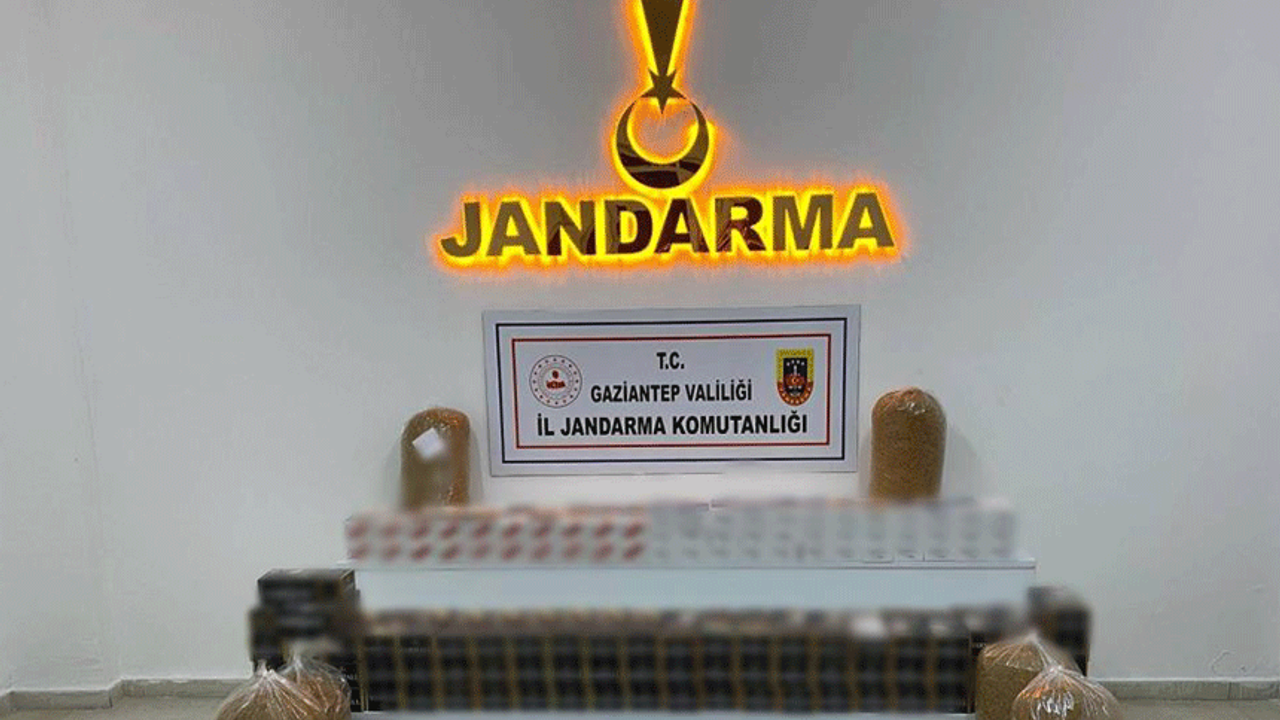 JANDARMA
T.C.
GAZİANTEP VALİLİĞİ
İL JANDARMA KOMUTANLIĞI